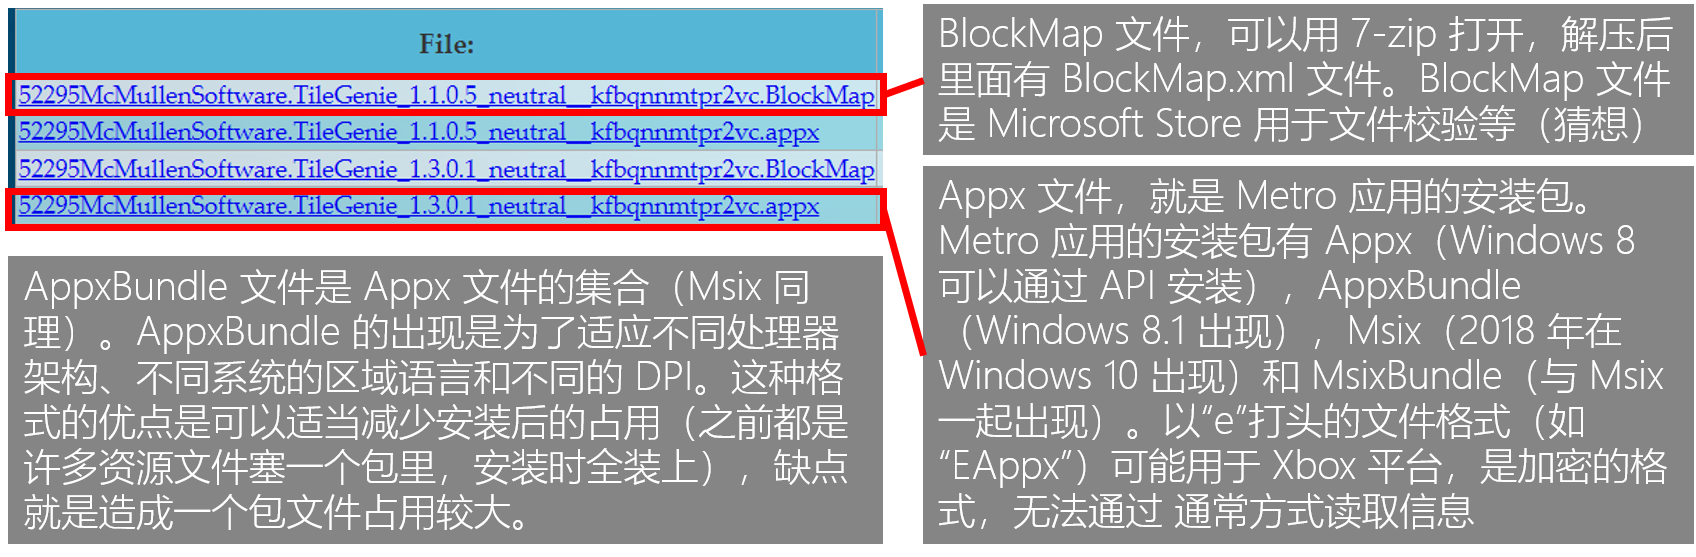 File:
52295McMullenSoftware.TileGenie_1.1.0.5_neutral__kfbqnnmtpr2vc.BlockMap
52295McMullenSoftware.TileGenie_1.1.0.5_neutral__kfbqnnmtpr2vc.appx
52295McMullenSoftware.TileGenie_1.3.0.1_neutral__kfbqnnmtpr2vc.BlockMap
52295McMullenSoftware.TileGenie_1.3.0.1_neutral__kfbqnnmtpr2vc.appx
BlockMap 文件，可以用 7-zip 打开，解压后
里面有 BlockMap.xml 文件。BlockMap 文件
是 Microsoft Store 用于文件校验等（猜想）
Appx 文件，就是 Metro 应用的安装包。
Metro 应用的安装包有 Appx（Windows 8
可以通过 API 安装），AppxBundle
（Windows 8.1 出现），Msix（2018 年在
Windows 10 出现）和 MsixBundle（与 Msix
一起出现）。以“e”打头的文件格式（如
“EAppx”）可能用于 Xbox 平台，是加密的格
式，无法通过 通常方式读取信息
AppxBundle 文件是 Appx 文件的集合（Msix 同
理）。AppxBundle 的出现是为了适应不同处理器
架构、不同系统的区域语言和不同的 DPI。这种格
式的优点是可以适当减少安装后的占用（之前都是
许多资源文件塞一个包里，安装时全装上），缺点
就是造成一个包文件占用较大。